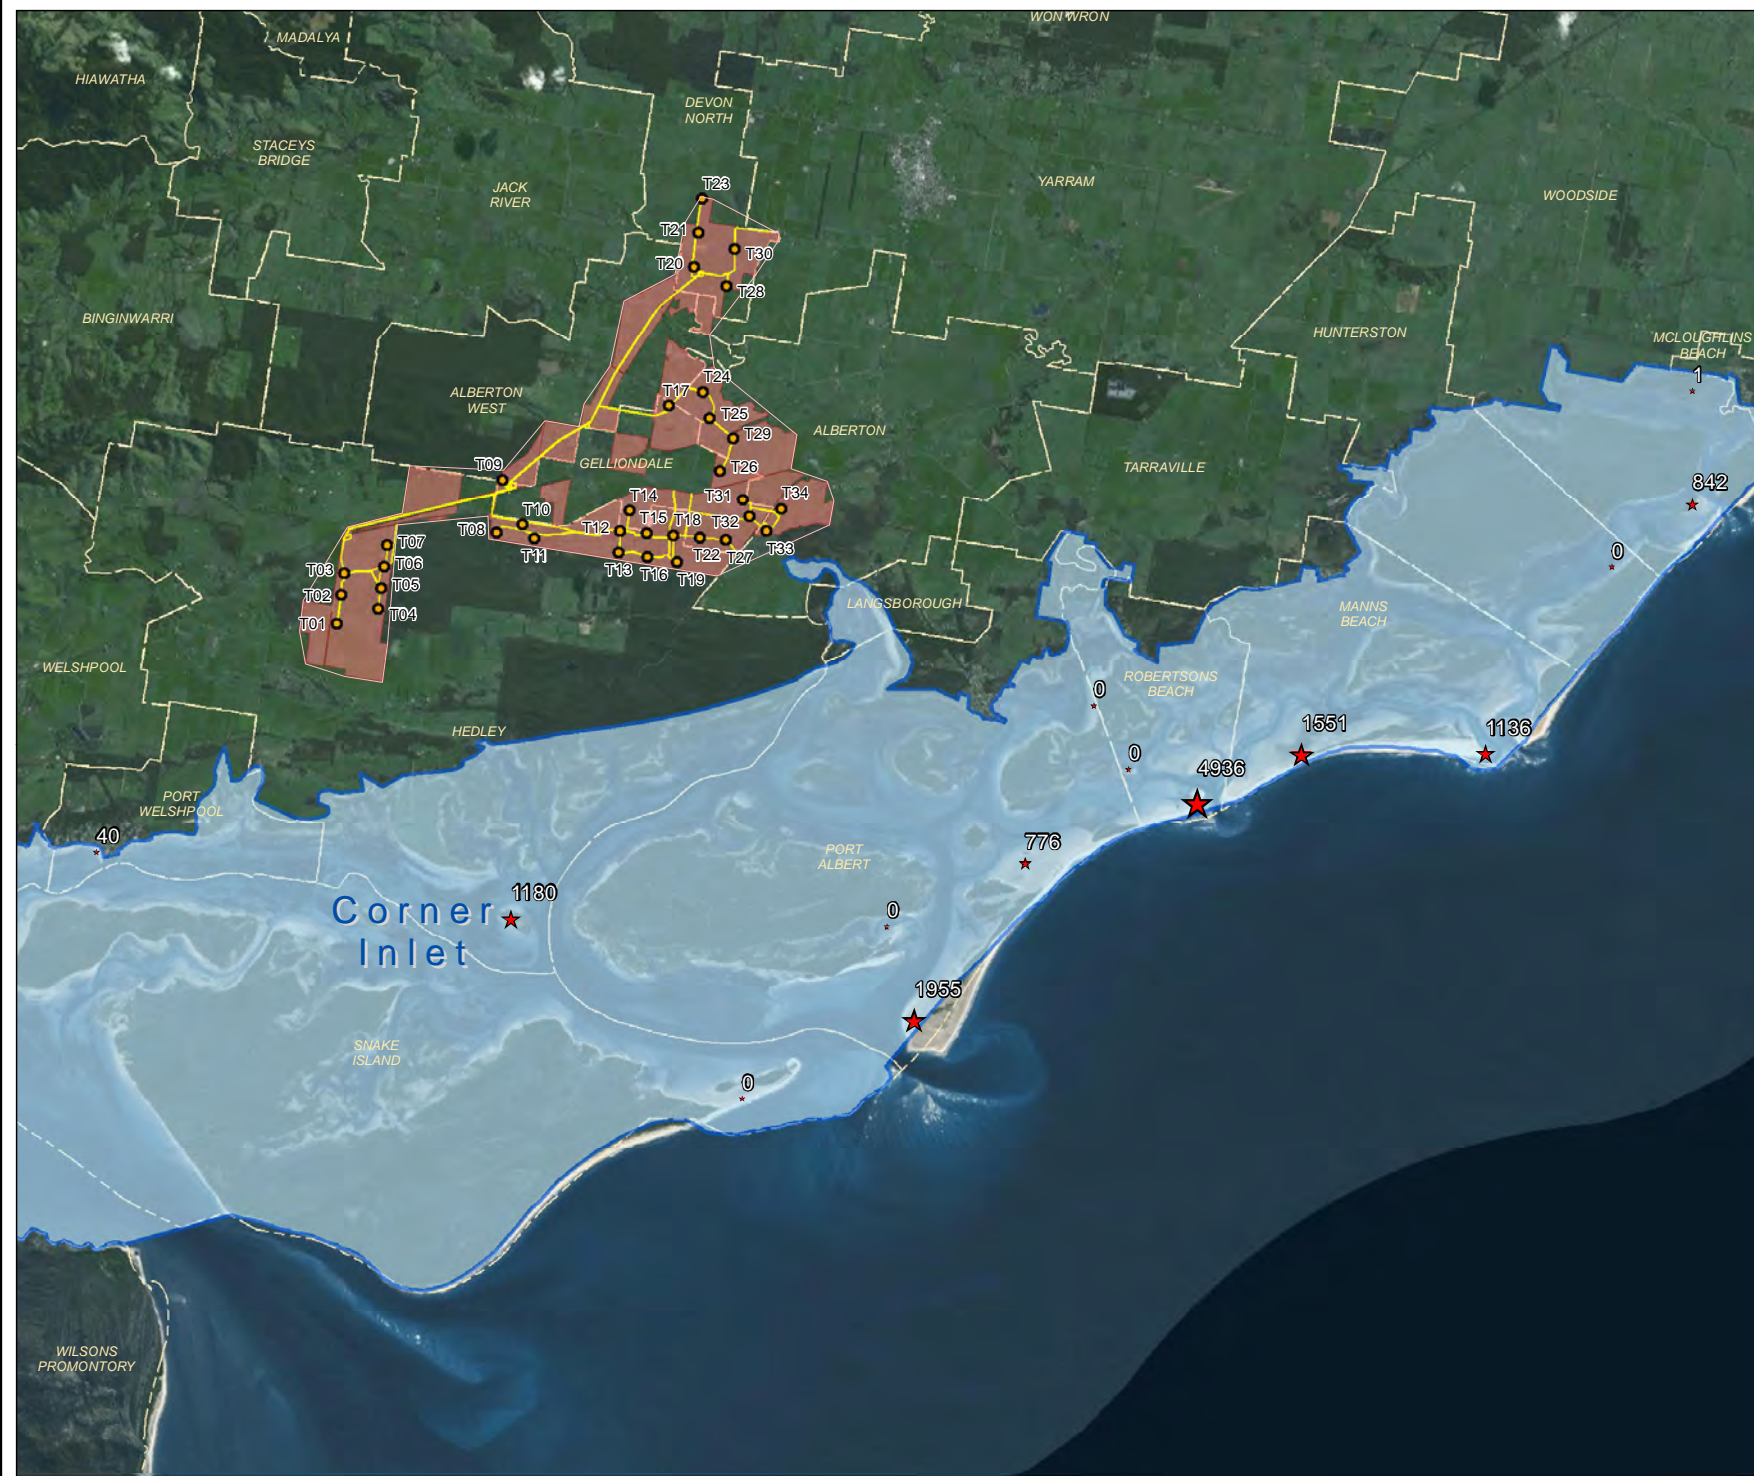 WON WRON
MADALYA
HIAWATHA
DEVON
NORTH
STACEYS
BRIDGE
JACK
RIVER
YARRAM
WOODSIDE
T23
T21
T30
T20
T28
BINGINWARRI
HUNTERSTON
MCLOUGHLINS
BEACH
1
ALBERTON
WEST
T17
T24
T25
T29
ALBERTON
T09
GELLIONDALE
T26
TARRAVILLE
842
T14
T31
T34
T10
T08
T11
T12
T15
T18
T32
T33
T13
T16
T19
T22
T27
0
T07
T03
T06
T02
T05
T04
T01
LANGSBOROUGH
MANNS
BEACH
WELSHPOOL
ROBERTSONS
BEACH
0
HEDLEY
1551
1136
0
4936
PORT
WELSHPOOL
40
776
PORT
ALBERT
1180
Corner
Inlet
0
1955
SNAKE
ISLAND
0
WILSONS
PROMONTORY